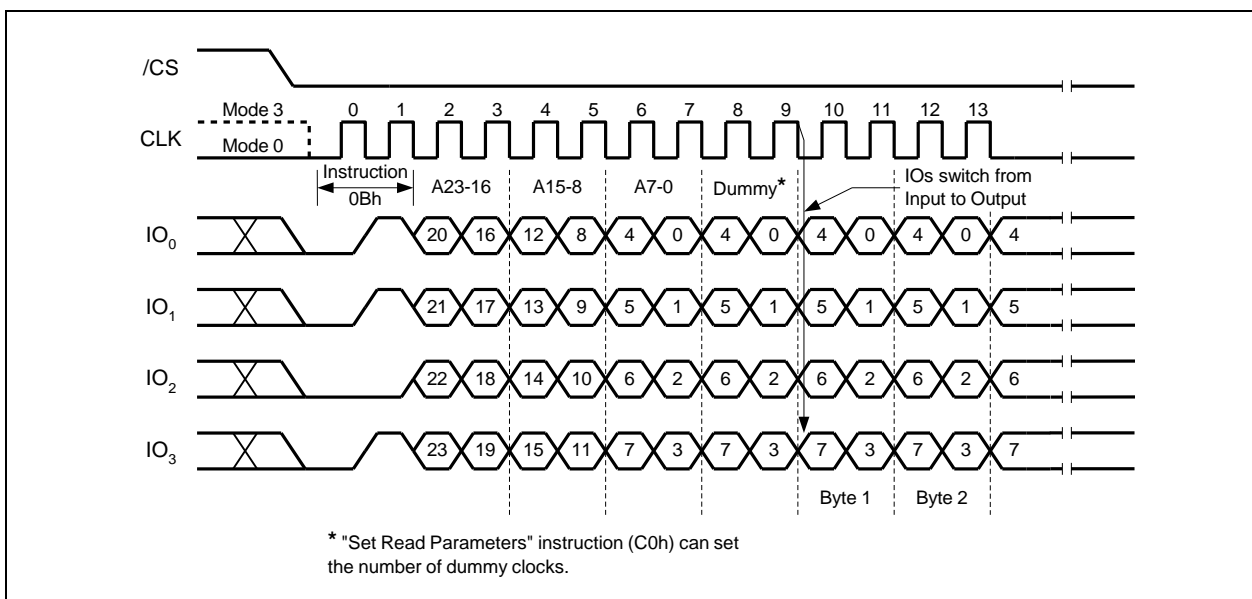 /CS
Mode 3 0 1 2 3 4 5 6 7 8 9 10 11 12 13
CLK
Mode 0
Instruction
0Bh
A23-16 A15-8 A7-0 Dummy*
IOs switch from
Input to Output
IO0 20 16 12 8 4 0 4 0 4 0 4 0 4
IO1 21 17 13 9 5 1 5 1 5 1 5 1 5
IO2 22 18 14 10 6 2 6 2 6 2 6 2 6
IO3 23 19 15 11 7 3 7 3 7 3 7 3 7
Byte 1 Byte 2
* "Set Read Parameters" instruction (C0h) can set
the number of dummy clocks.